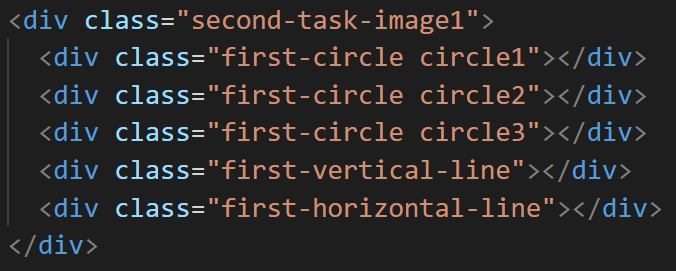 <div class="second-task-image1">
<div class="first-circle circle1"></div>
<div class="first-circle circle2"></div>
<div class="first-circle circle3"></div>
<div class="first-vertical-line"></div>
<div class="first-horizontal-line"></div>
</div>